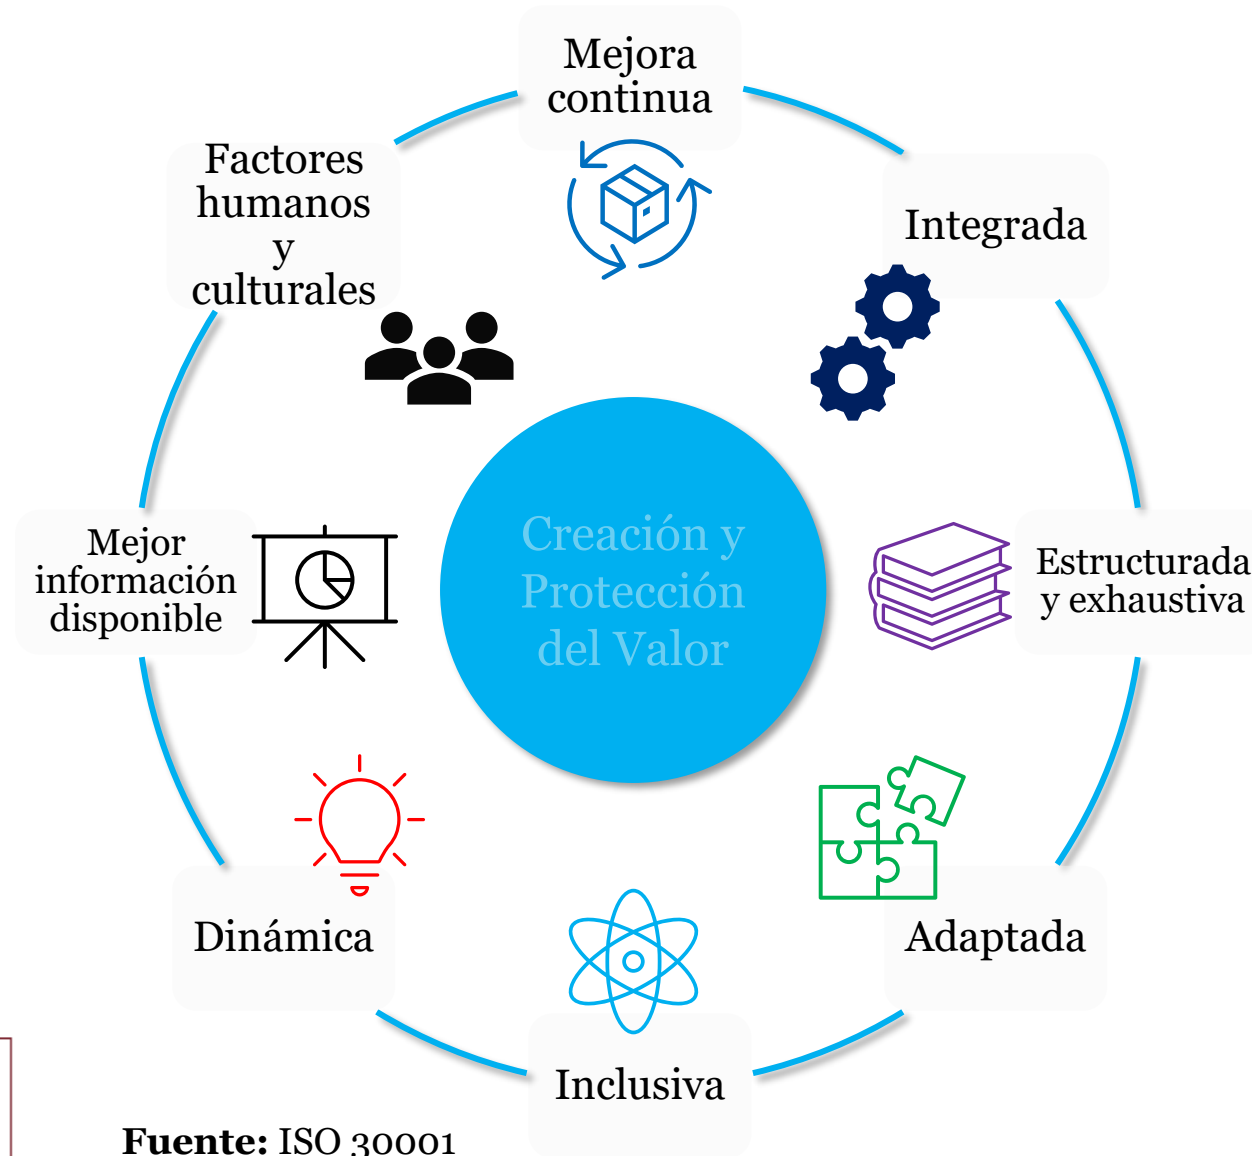 Mejora
continua
Factores
humanos
y
culturales
Integrada
Mejor
información
disponible
Creación y
Protección
del Valor
Estructurada
y exhaustiva
Dinámica
Adaptada
Inclusiva
Fuente: ISO 30001